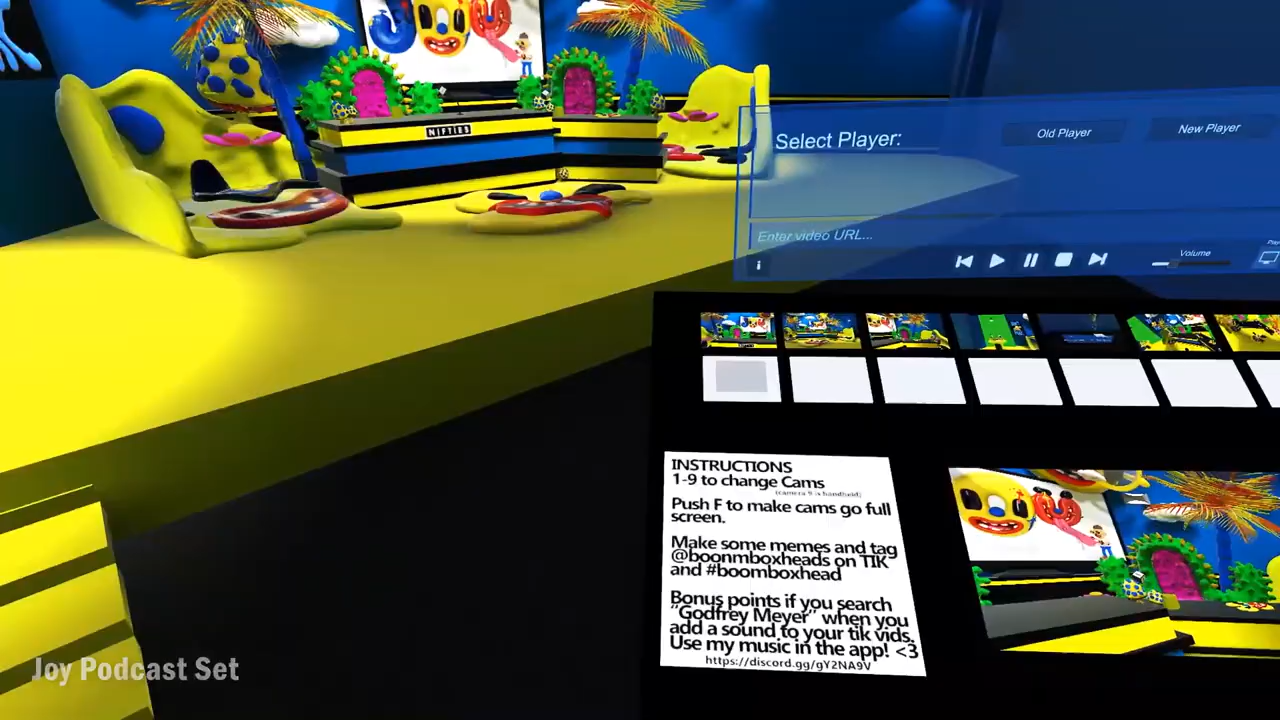 JOY
NIFTIES
Select Player:
Old Player
New Player
Enter video URL...
i
Volume
INSTRUCTIONS
1-9 to change Cams
(camera 9 is handheld)
Push F to make cams go full
screen.
Make some memes and tag
@boonmboxheads on TIK
and #boomboxhead
Bonus points if you search
"Godfrey Meyer" when you
add a sound to your tik vids.
Use my music in the app! <3
https://discord.gg/gY2NA9V
Joy Podcast Set